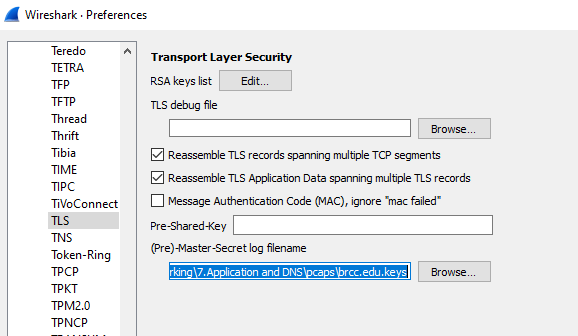 Wireshark · Preferences
Teredo
TETRA
TFP
TFTP
Thread
Thrift
Tibia
TIME
TIPC
TiVoConnect
TLS
TNS
Token-Ring
TPCP
TPKT
TPM2.0
TPNCP
Transport Layer Security
RSA keys list Edit...
TLS debug file
Browse...
Reassemble TLS records spanning multiple TCP segments
Reassemble TLS Application Data spanning multiple TLS records
Message Authentication Code (MAC), ignore "mac failed"
Pre-Shared-Key
(Pre)-Master-Secret log filename
rking\7.Application and DNS\pcaps\brcc.edu.keys Browse...